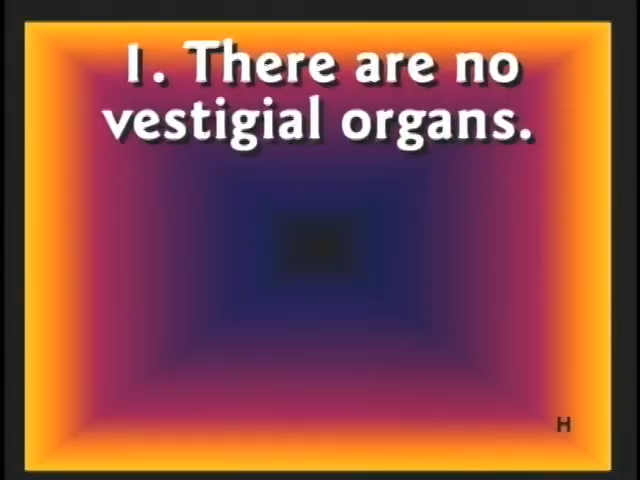 1. There are no
vestigial organs.
H